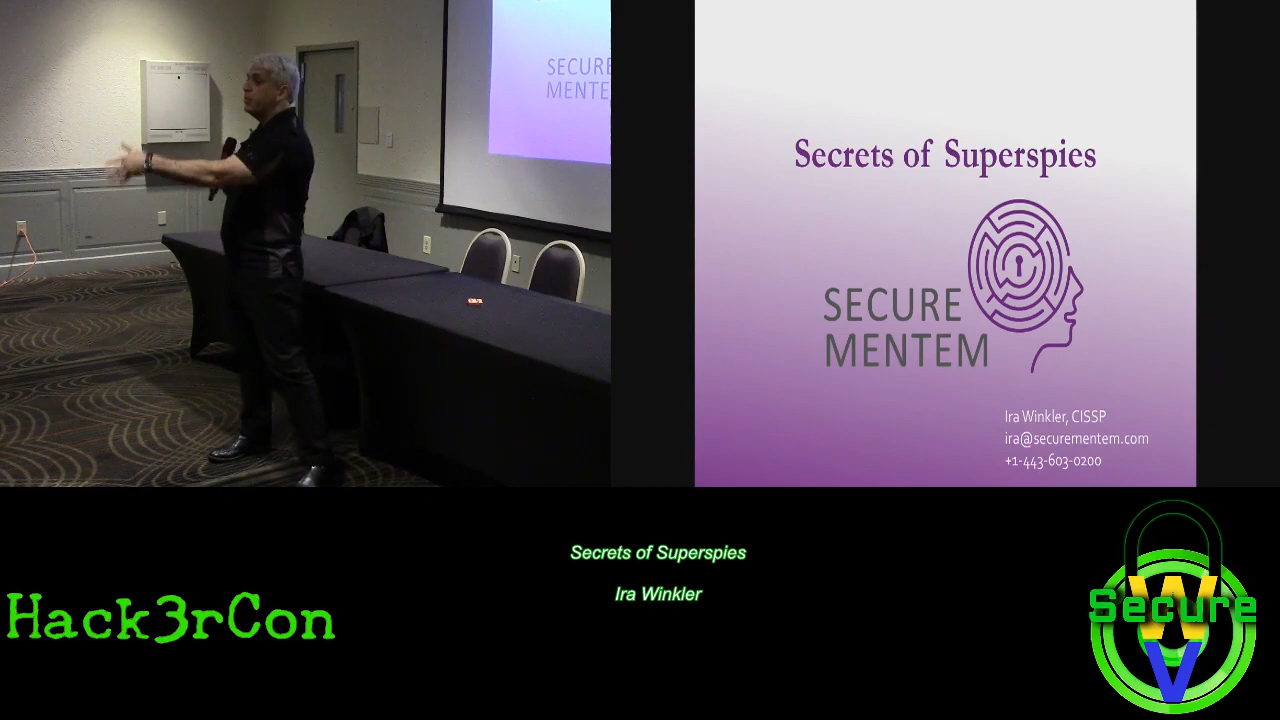 SECURE
MENTE
Secrets of Superspies
SECURE
MENTEM
Ira Winkler, CISSP
ira@securementem.com
+1-443-603-0200
Secrets of Superspies
Ira Winkler
Hack3rCon
Secure
WV